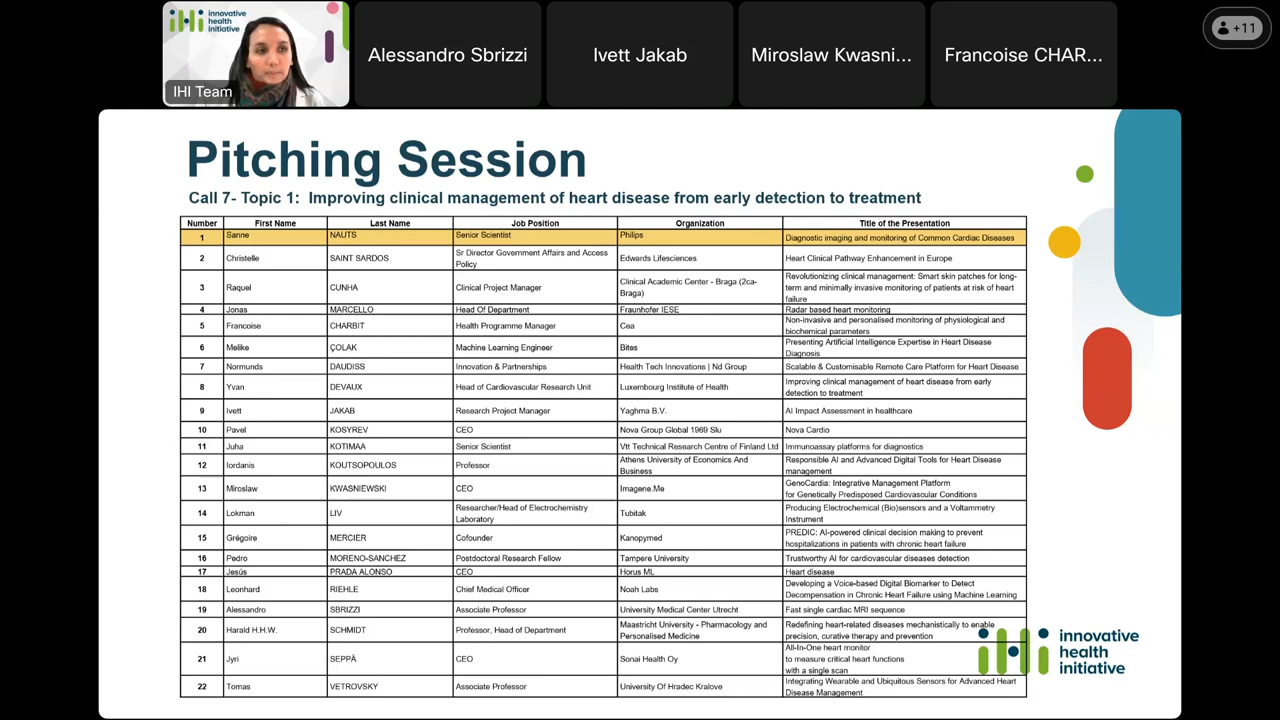 innovative
health
initiative
IHI Team
Alessandro Sbrizzi
Ivett Jakab
Miroslaw Kwasni...
Francoise CHAR...
+11
Pitching Session
Call 7- Topic 1: Improving clinical management of heart disease from early detection to treatment
Number First Name Last Name Job Position Organization Title of the Presentation
1 Sanne NAUTS Senior Scientist Philips Diagnostic imaging and monitoring of Common Cardiac Diseases
2 Christelle SAINT SARDOS Sr Director Government Affairs and Access
Policy Edwards Lifesciences Heart Clinical Pathway Enhancement in Europe
3 Raquel CUNHA Clinical Project Manager Clinical Academic Center - Braga (2ca-
Braga) Revolutionizing clinical management: Smart skin patches for long-
term and minimally invasive monitoring of patients at risk of heart
failure
4 Jonas MARCELLO Head Of Department Fraunhofer IESE Radar based heart monitoring
5 Francoise CHARBIT Health Programme Manager Cea Non-invasive and personalised monitoring of physiological and
biochemical parameters
6 Melike ÇOLAK Machine Learning Engineer Bites Presenting Artificial Intelligence Expertise in Heart Disease
Diagnosis
7 Normunds DAUDISS Innovation & Partnerships Health Tech Innovations | Nd Group Scalable & Customisable Remote Care Platform for Heart Disease
8 Yvan DEVAUX Head of Cardiovascular Research Unit Luxembourg Institute of Health Improving clinical management of heart disease from early
detection to treatment
9 Ivett JAKAB Research Project Manager Yaghma B.V. AI Impact Assessment in healthcare
10 Pavel KOSYREV CEO Nova Group Global 1969 Slu Nova Cardio
11 Juha KOTIMAA Senior Scientist Vtt Technical Research Centre of Finland Ltd Immunoassay platforms for diagnostics
12 Iordanis KOUTSOPOULOS Professor Athens University of Economics And
Business Responsible AI and Advanced Digital Tools for Heart Disease
management
13 Miroslaw KWASNIEWSKI CEO Imagene.Me GenoCardia: Integrative Management Platform
for Genetically Predisposed Cardiovascular Conditions
14 Lokman LIV Researcher/Head of Electrochemistry
Laboratory Tubitak Producing Electrochemical (Bio)sensors and a Voltammetry
Instrument
15 Grégoire MERCIER Cofounder Kanopymed PREDIC: AI-powered clinical decision making to prevent
hospitalizations in patients with chronic heart failure
16 Pedro MORENO-SANCHEZ Postdoctoral Research Fellow Tampere University Trustworthy AI for cardiovascular diseases detection
17 Jesús PRADA ALONSO CEO Horus ML Heart disease
18 Leonhard RIEHLE Chief Medical Officer Noah Labs Developing a Voice-based Digital Biomarker to Detect
Decompensation in Chronic Heart Failure using Machine Learning
19 Alessandro SBRIZZI Associate Professor University Medical Center Utrecht Fast single cardiac MRI sequence
20 Harald H.H.W. SCHMIDT Professor, Head of Department Maastricht University - Pharmacology and
Personalised Medicine Redefining heart-related diseases mechanistically to enable
precision, curative therapy and prevention
21 Jyri SEPPÄ CEO Sonai Health Oy All-In-One heart monitor
to measure critical heart functions
with a single scan
22 Tomas VETROVSKY Associate Professor University Of Hradec Kralove Integrating Wearable and Ubiquitous Sensors for Advanced Heart
Disease Management
ihi innovative
health
initiative